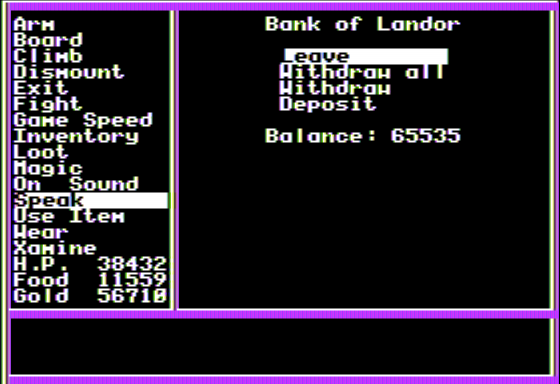 Arm
Board
Climb
Dismount
Exit
Fight
Game Speed
Inventory
Loot
Magic
On Sound
Speak
Use Item
Wear
Xamine
H.P. 38432
Food 11559
Gold 56710
Bank of Landor
Leave
Withdraw all
Withdraw
Deposit
Balance: 65535